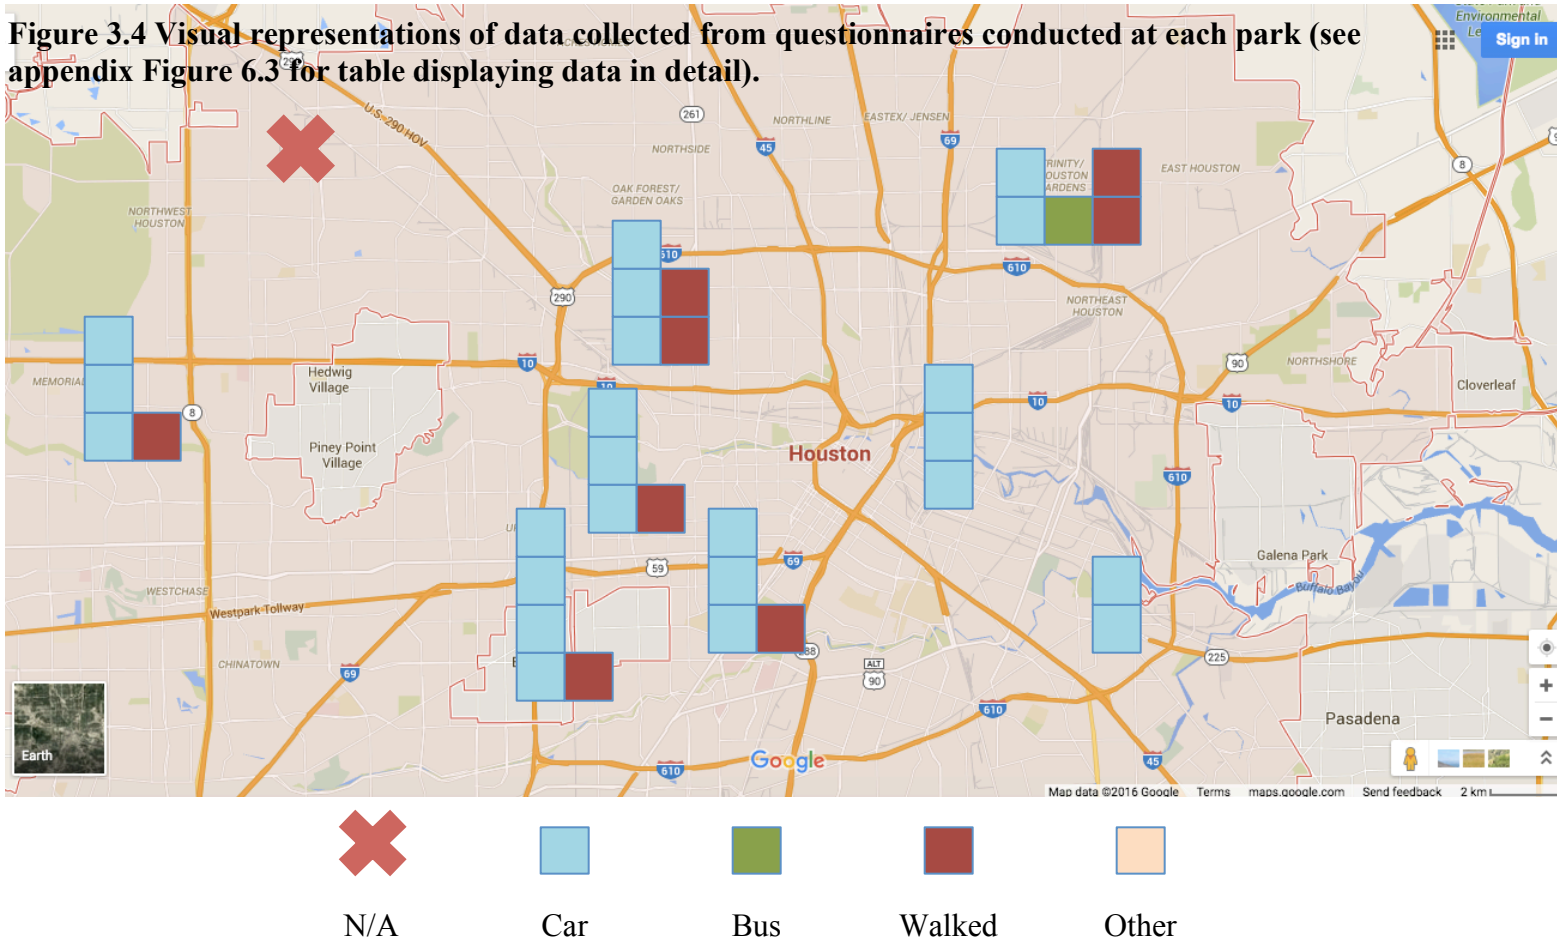 Figure 3.4 Visual representations of data collected from questionnaires conducted at each park (see
appendix Figure 6.3 for table displaying data in detail).
Environmental
Sign in
290
U.S. 290 HOV
261
NORTHLINE
EASTEX/ JENSEN
45
69
8
NORTHSIDE
EAST HOUSTON
OAK FOREST/
GARDEN OAKS
NORTHWEST
HOUSTON
610
610
290
NORTHEAST
HOUSTON
10
90
NORTHSHORE
Hedwig
Village
MEMORIAL
10
Cloverleaf
10
10
8
Piney Point
Village
Houston
610
Galena Park
59
69
Buffalo Bayou
WESTCHASE
Westpark Tollway
CHINATOWN
69
ALT
90
225
610
Pasadena
Earth
Google
610
45
Map data ©2016 Google Terms maps.google.com Send feedback 2 km
N/A Car Bus Walked Other